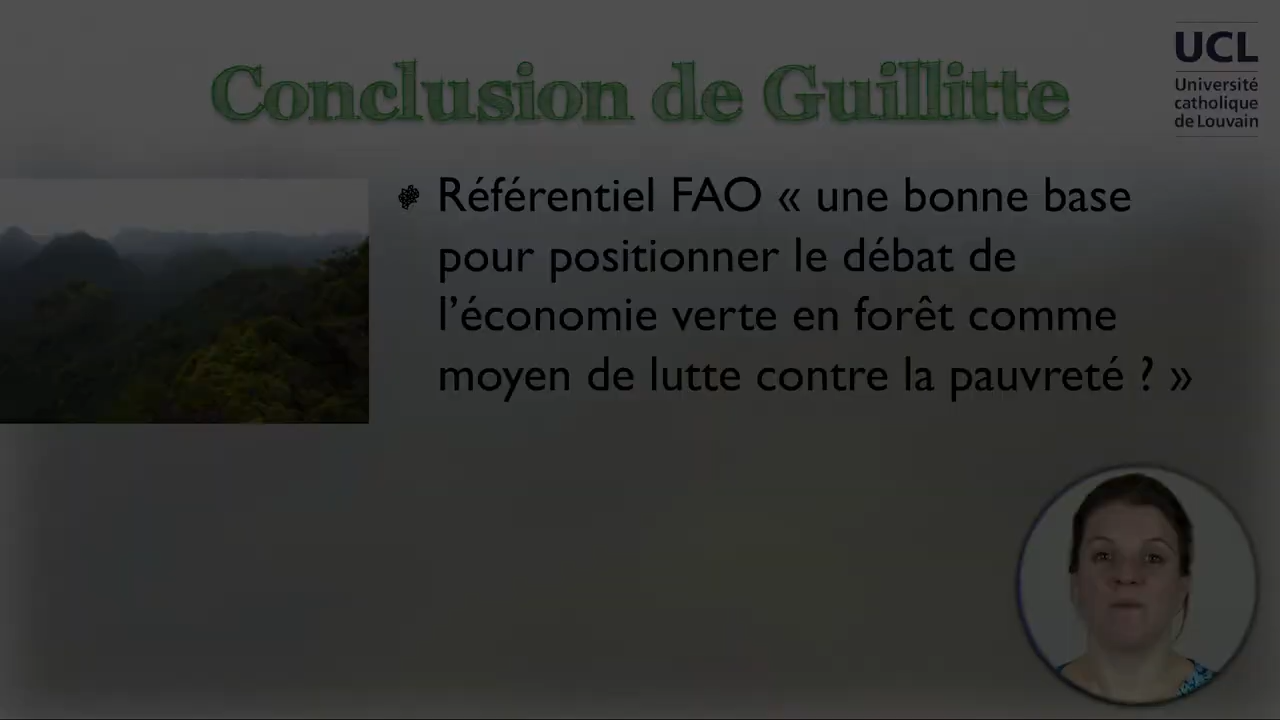 Conclusion de Guillitte
UCL
Université
catholique
de Louvain
Référentiel FAO « une bonne base
pour positionner le débat de
l’économie verte en forêt comme
moyen de lutte contre la pauvreté ? »